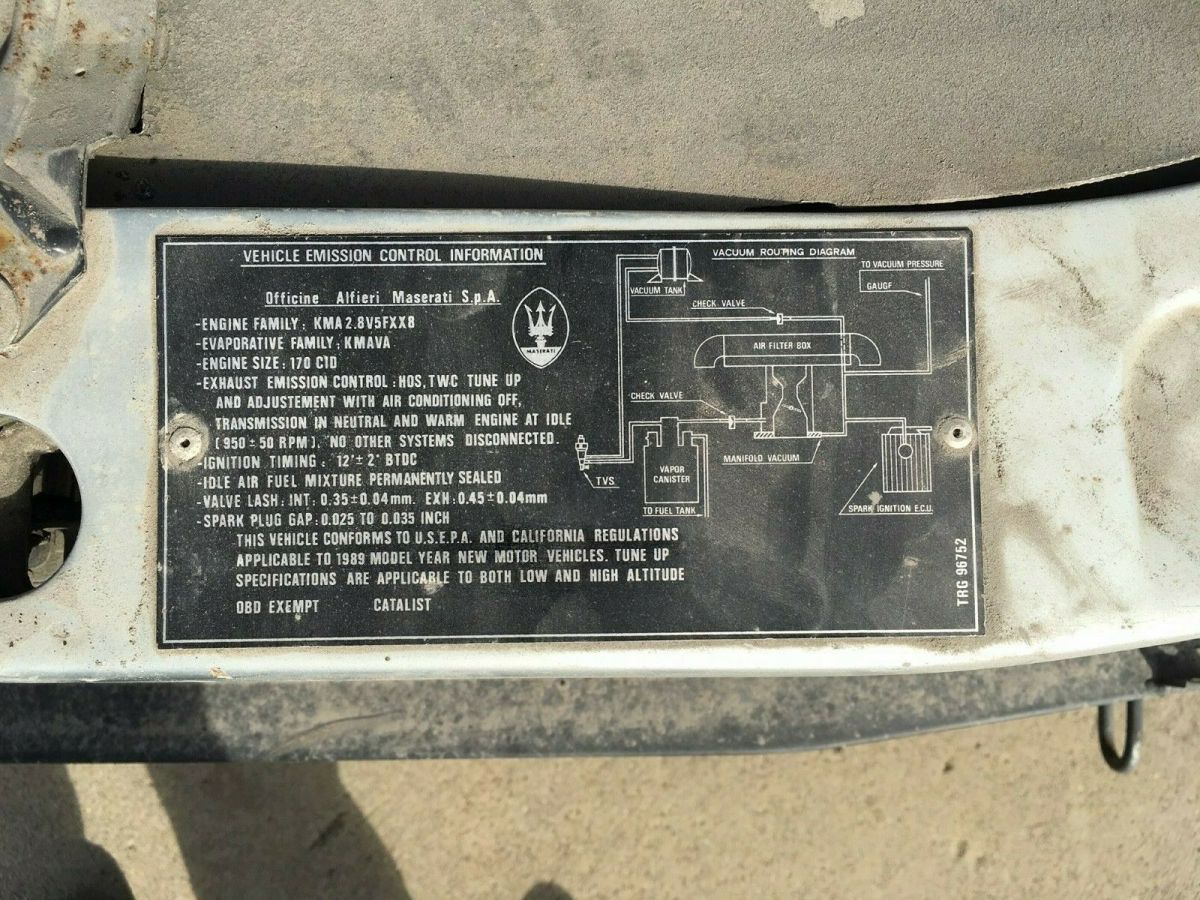 VEHICLE EMISSION CONTROL INFORMATION
Officine Alfieri Maserati S.p.A.
-ENGINE FAMILY: KMA2.8V5FXX8
-EVAPORATIVE FAMILY: KMAVA
-ENGINE SIZE: 170 CID
-EXHAUST EMISSION CONTROL: HOS, TWC TUNE UP
AND ADJUSTEMENT WITH AIR CONDITIONING OFF,
TRANSMISSION IN NEUTRAL AND WARM ENGINE AT IDLE
(950±50 RPM). NO OTHER SYSTEMS DISCONNECTED.
-IGNITION TIMING: 12°±2° BTDC
-IDLE AIR FUEL MIXTURE PERMANENTLY SEALED
-VALVE LASH: INT: 0.35±0.04mm. EXH: 0.45±0.04mm
-SPARK PLUG GAP: 0.025 TO 0.035 INCH
THIS VEHICLE CONFORMS TO U.S.E.P.A. AND CALIFORNIA REGULATIONS
APPLICABLE TO 1989 MODEL YEAR NEW MOTOR VEHICLES. TUNE UP
SPECIFICATIONS ARE APPLICABLE TO BOTH LOW AND HIGH ALTITUDE
OBD EXEMPT CATALIST
MASERATI
VACUUM ROUTING DIAGRAM
TO VACUUM PRESSURE
GAUGE
VACUUM TANK
CHECK VALVE
AIR FILTER BOX
CHECK VALVE
MANIFOLD VACUUM
VAPOR
CANISTER
TVS
TO FUEL TANK
SPARK IGNITION E.C.U.
TRG 96752